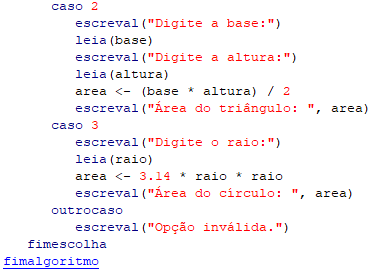 caso 2
escreval("Digite a base:")
leia(base)
escreval("Digite a altura:")
leia(altura)
area <- (base * altura) / 2
escreval("Área do triângulo: ", area)
caso 3
escreval("Digite o raio:")
leia(raio)
area <- 3.14 * raio * raio
escreval("Área do círculo: ", area)
outrocaso
escreval("Opção inválida.")
fimescolha
fimalgoritmo